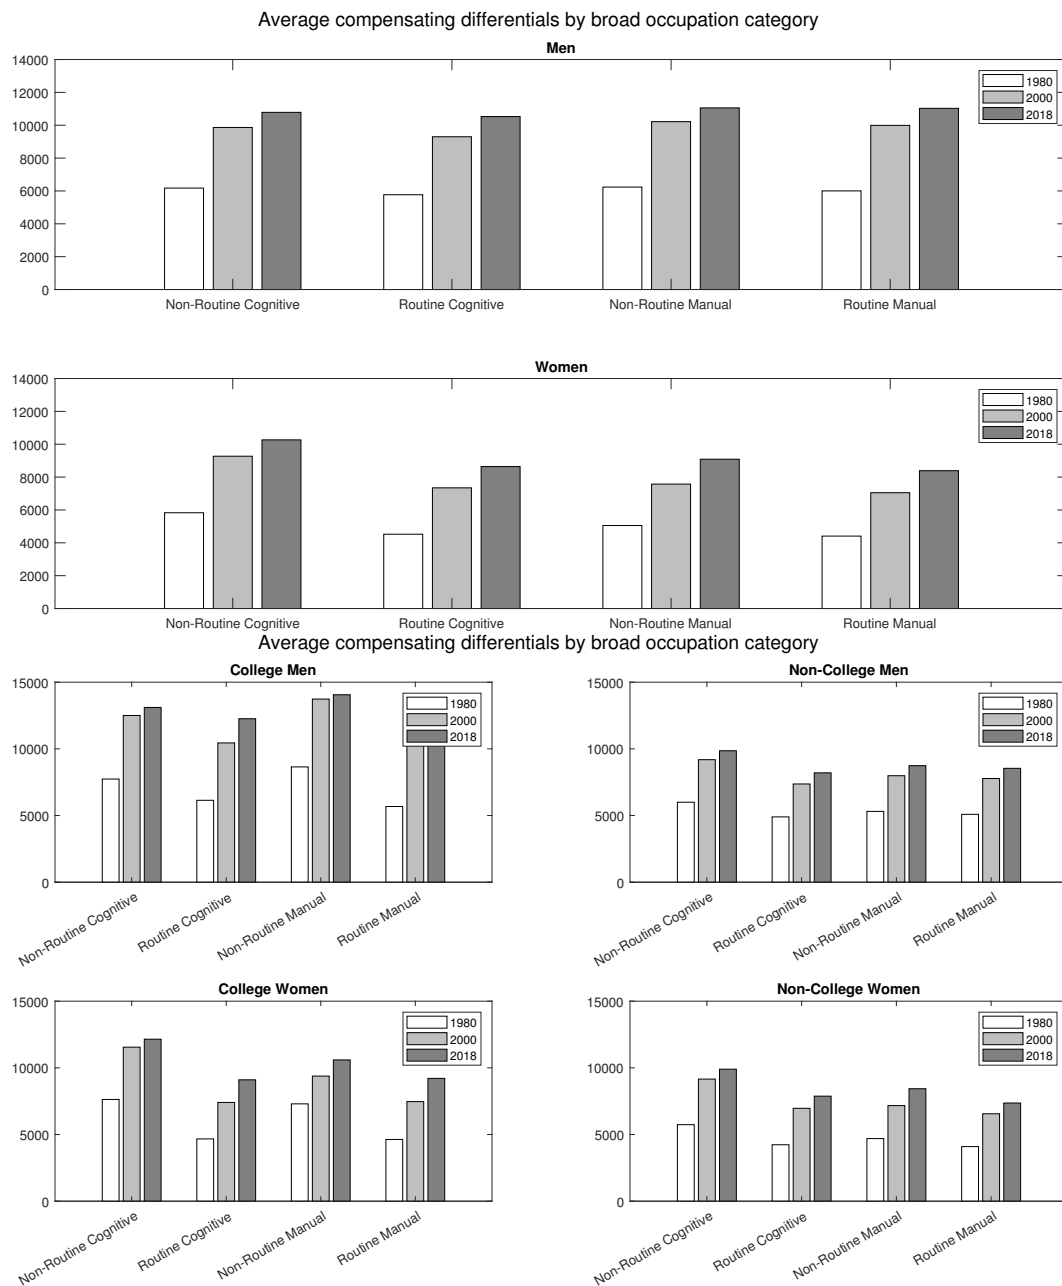 Average compensating differentials by broad occupation category
Men
14000
12000
10000
8000
6000
4000
2000
0
1980
2000
2018
Non-Routine Cognitive Routine Cognitive Non-Routine Manual Routine Manual
Women
14000
12000
10000
8000
6000
4000
2000
0
1980
2000
2018
Non-Routine Cognitive Routine Cognitive Non-Routine Manual Routine Manual
Average compensating differentials by broad occupation category
College Men
15000
10000
5000
0
1980
2000
2018
Non-Routine Cognitive
Routine Cognitive
Non-Routine Manual
Routine Manual
Non-College Men
15000
10000
5000
0
1980
2000
2018
Non-Routine Cognitive
Routine Cognitive
Non-Routine Manual
Routine Manual
College Women
15000
10000
5000
0
1980
2000
2018
Non-Routine Cognitive
Routine Cognitive
Non-Routine Manual
Routine Manual
Non-College Women
15000
10000
5000
0
1980
2000
2018
Non-Routine Cognitive
Routine Cognitive
Non-Routine Manual
Routine Manual